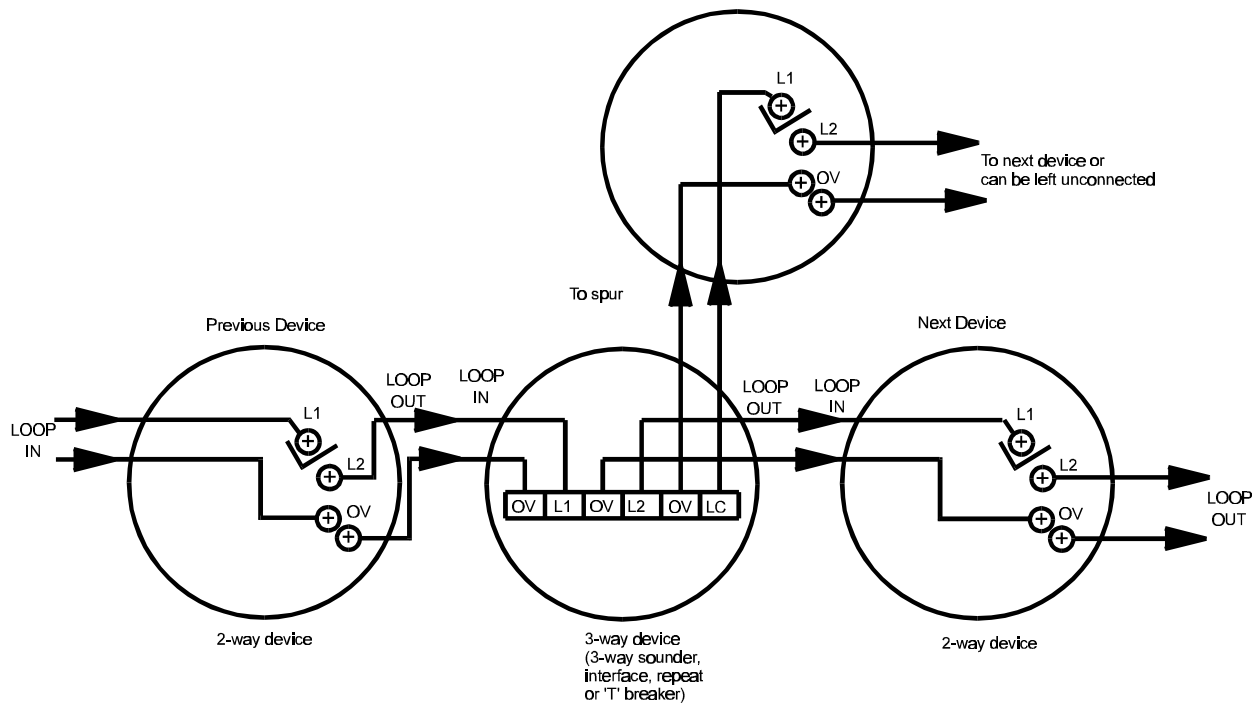 L1
L2
OV
To next device or
can be left unconnected
To spur
Previous Device
Next Device
LOOP
IN
L1
L2
OV
LOOP
OUT
LOOP
IN
OV L1 OV L2 OV LC
LOOP
OUT
LOOP
IN
L1
L2
OV
LOOP
OUT
2-way device
3-way device
(3-way sounder,
interface, repeat
or 'T' breaker)
2-way device